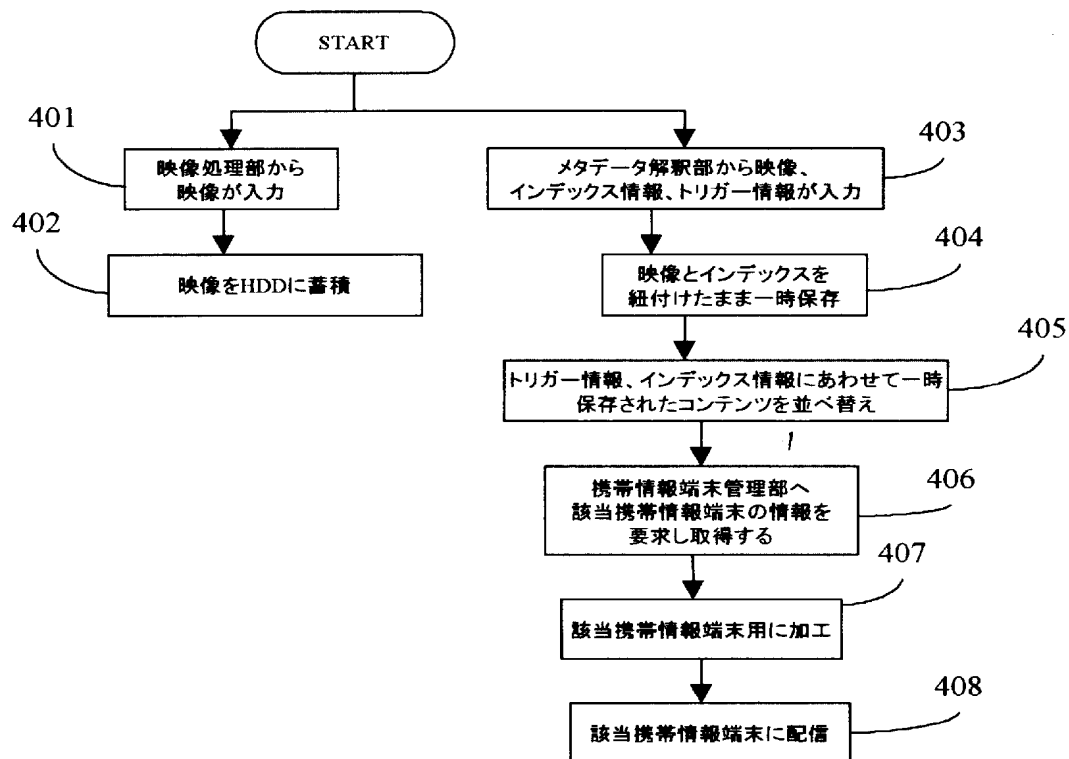 START
401
映像処理部から
映像が入力
402
映像をHDDに蓄積
403
メタデータ解釈部から映像、
インデックス情報、トリガー情報が入力
404
映像とインデックスを
紐付けたまま一時保存
405
トリガー情報、インデックス情報にあわせて一時
保存されたコンテンツを並べ替え
406
携帯情報端末管理部へ
該当携帯情報端末の情報を
要求し取得する
407
該当携帯情報端末用に加工
408
該当携帯情報端末に配信